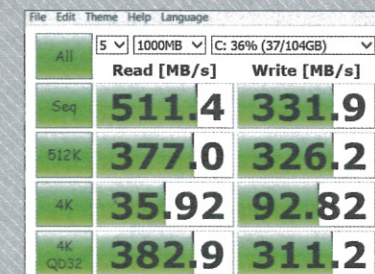 File Edit Theme Help Language
All 5 1000MB C: 36% (37/104GB)
Read [MB/s] Write [MB/s]
Seq 511.4 331.9
512K 377.0 326.2
4K 35.92 92.82
4K QD32 382.9 311.2